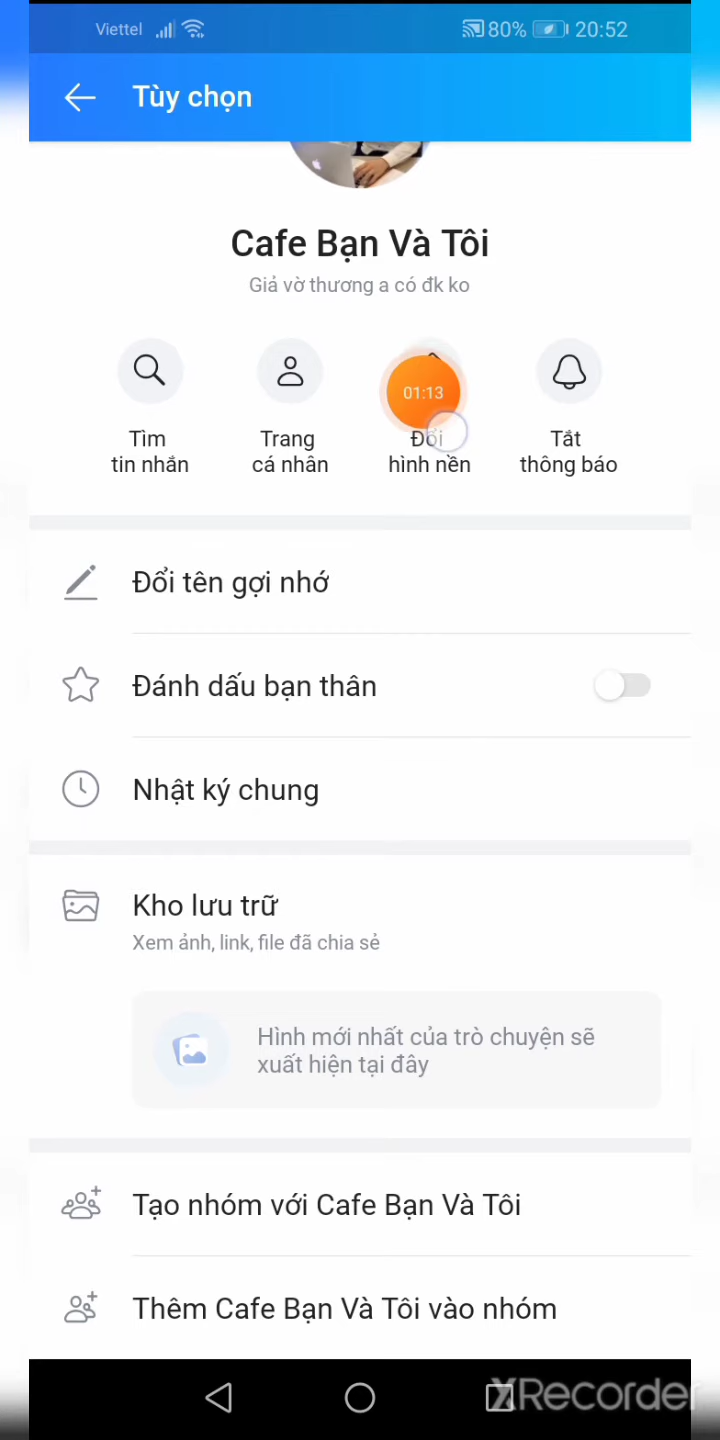 Viettel 80% 20:52
Tùy chọn
Cafe Bạn Và Tôi
Giả vờ thương a có đk ko
01:13
Tìm
tin nhắn
Trang
cá nhân
Đổi
hình nền
Tắt
thông báo
Đổi tên gợi nhớ
Đánh dấu bạn thân
Nhật ký chung
Kho lưu trữ
Xem ảnh, link, file đã chia sẻ
Hình mới nhất của trò chuyện sẽ
xuất hiện tại đây
Tạo nhóm với Cafe Bạn Và Tôi
Thêm Cafe Bạn Và Tôi vào nhóm
XRecorder